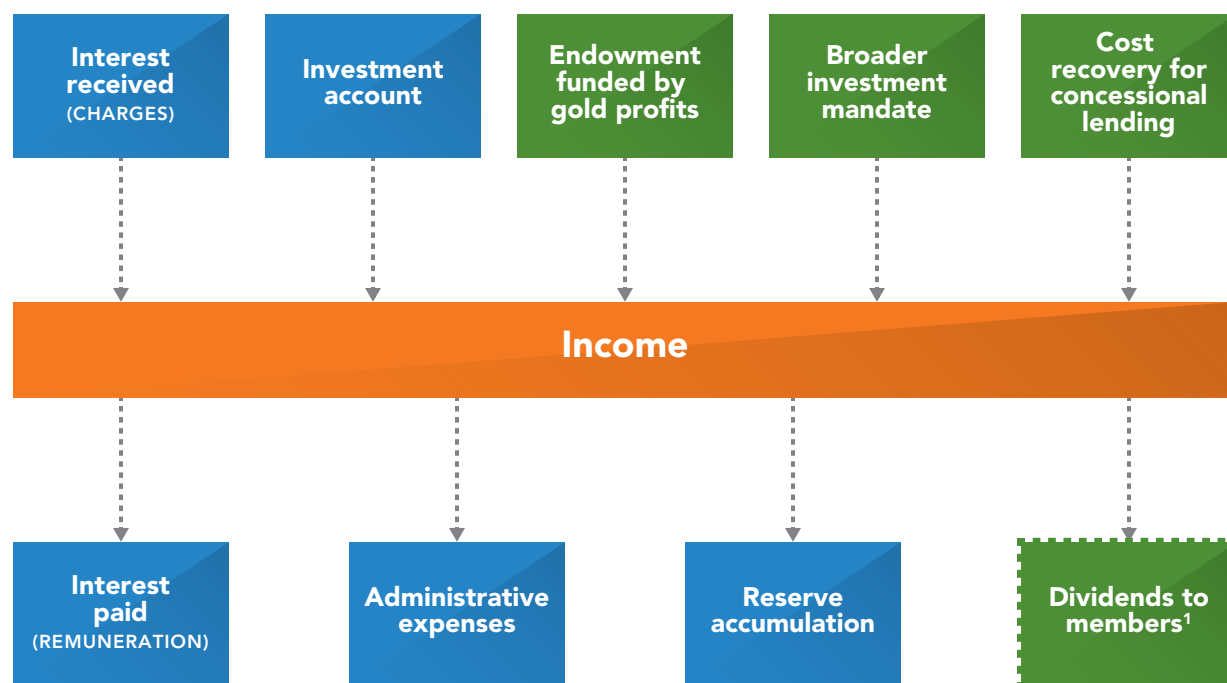 Interest
received
(CHARGES)
Investment
account
Endowment
funded by
gold profits
Broader
investment
mandate
Cost
recovery for
concessional
lending
Income
Interest
paid
(REMUNERATION)
Administrative
expenses
Reserve
accumulation
Dividends to
members¹